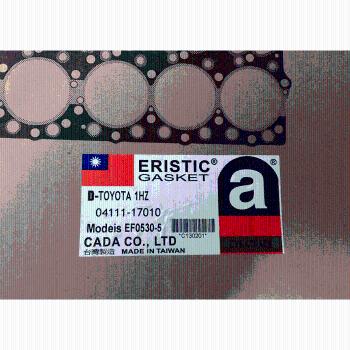 ERISTIC®
GASKET
D-TOYOTA 1HZ
04111-17010
Modeis EF0530-5
"C130201"
CADA CO., LTD
台灣製造 MADE IN TAIWAN
a